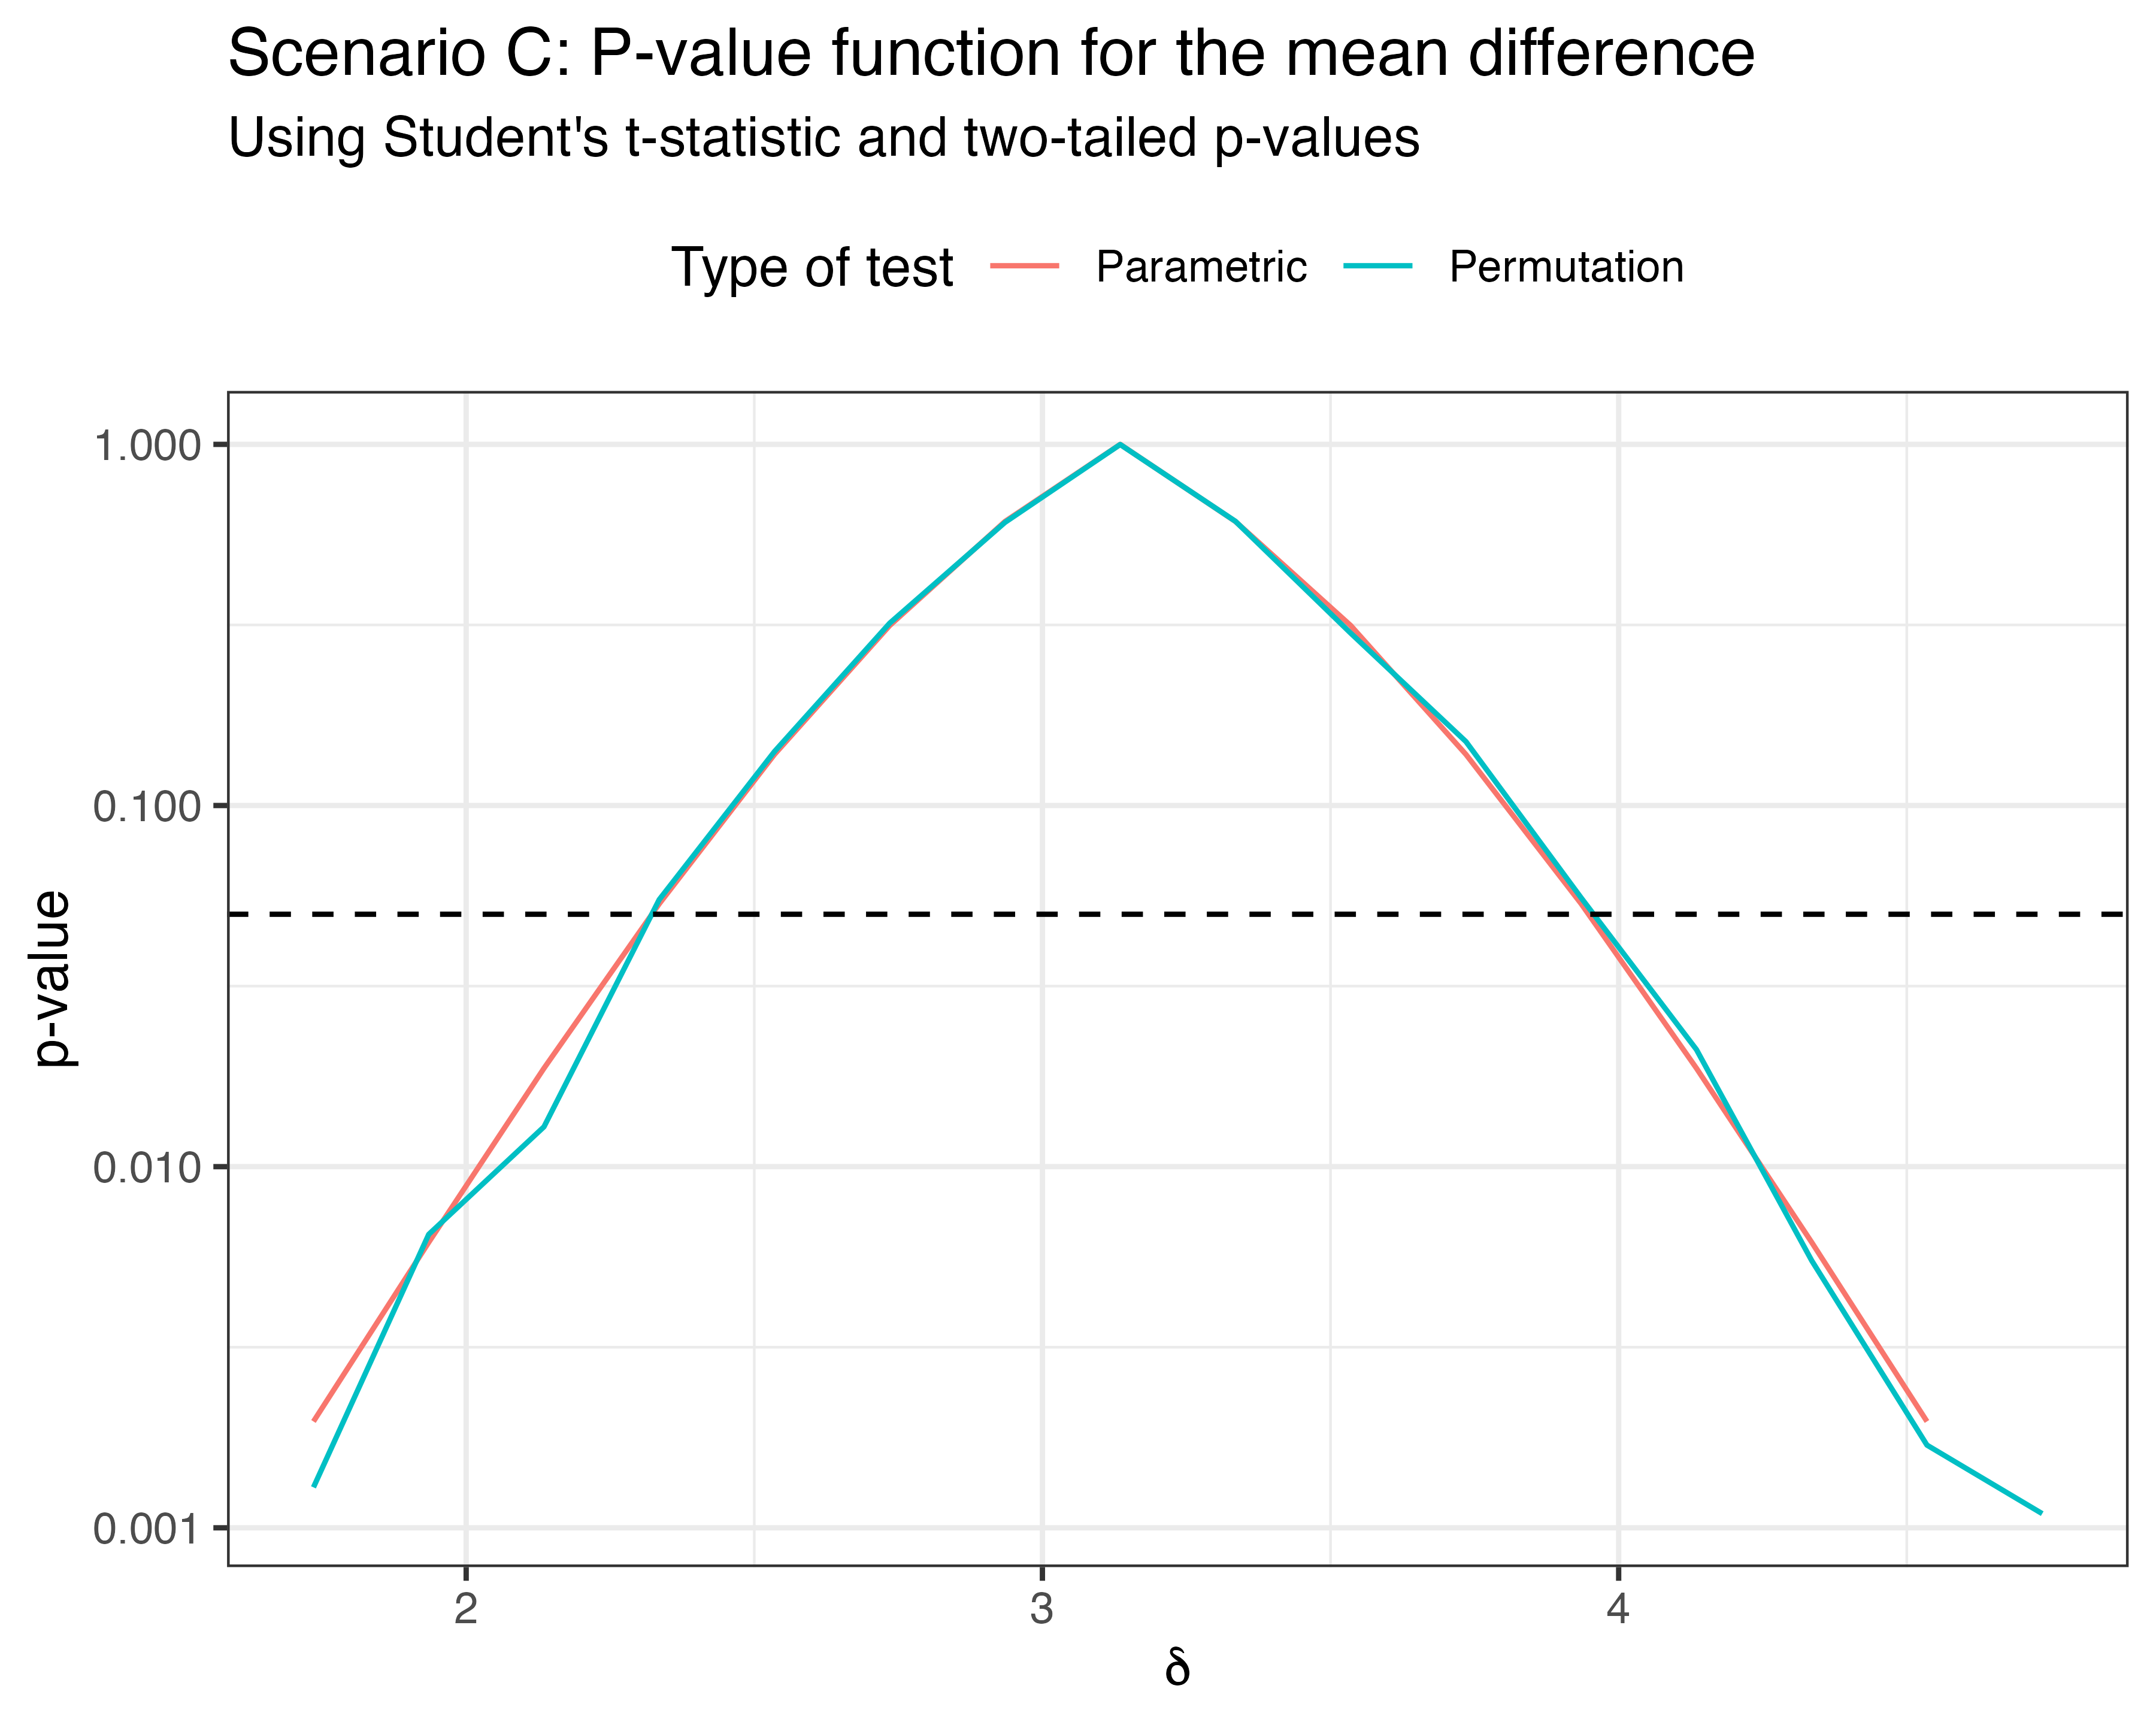 Scenario C: P-value function for the mean difference
Using Student's t-statistic and two-tailed p-values
Type of test Parametric Permutation
1.000
0.100
0.010
0.001
p-value
2 3 4
δ